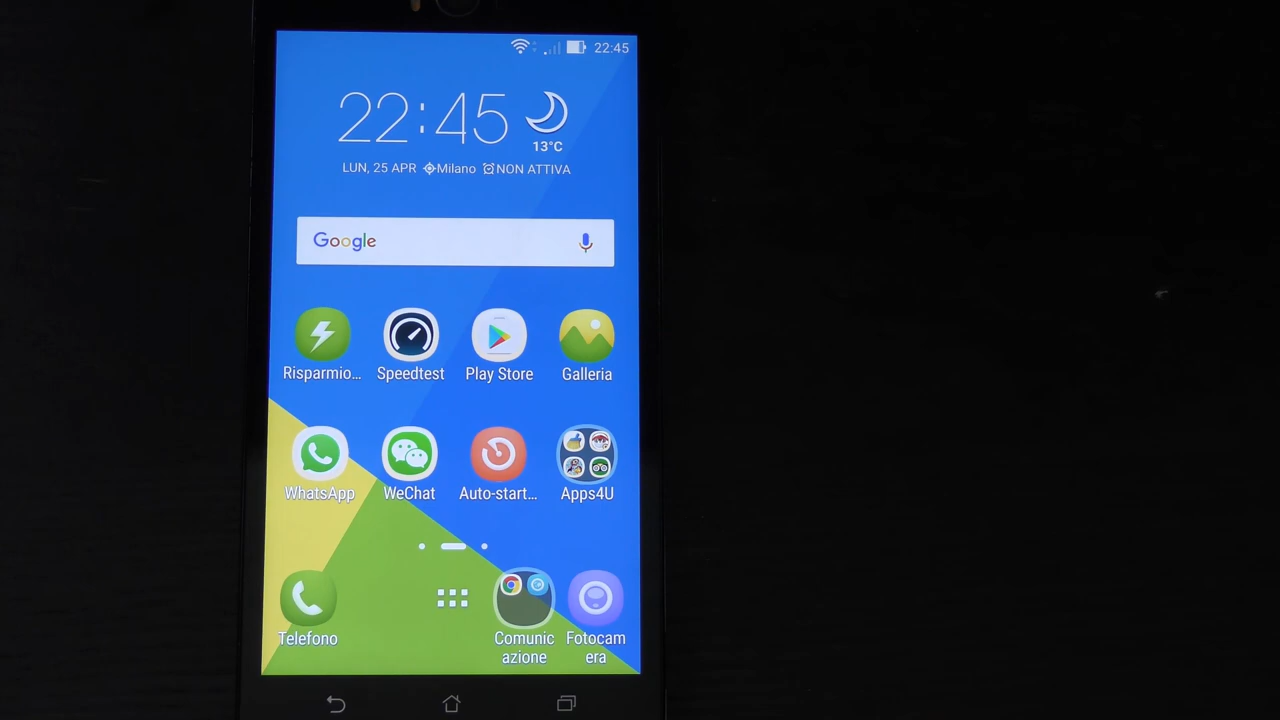 22:45
22:45
13°C
LUN, 25 APR Milano NON ATTIVA
Google
Risparmio... Speedtest Play Store Galleria
WhatsApp WeChat Auto-start... Apps4U
Telefono Comunic Fotocam
azione era